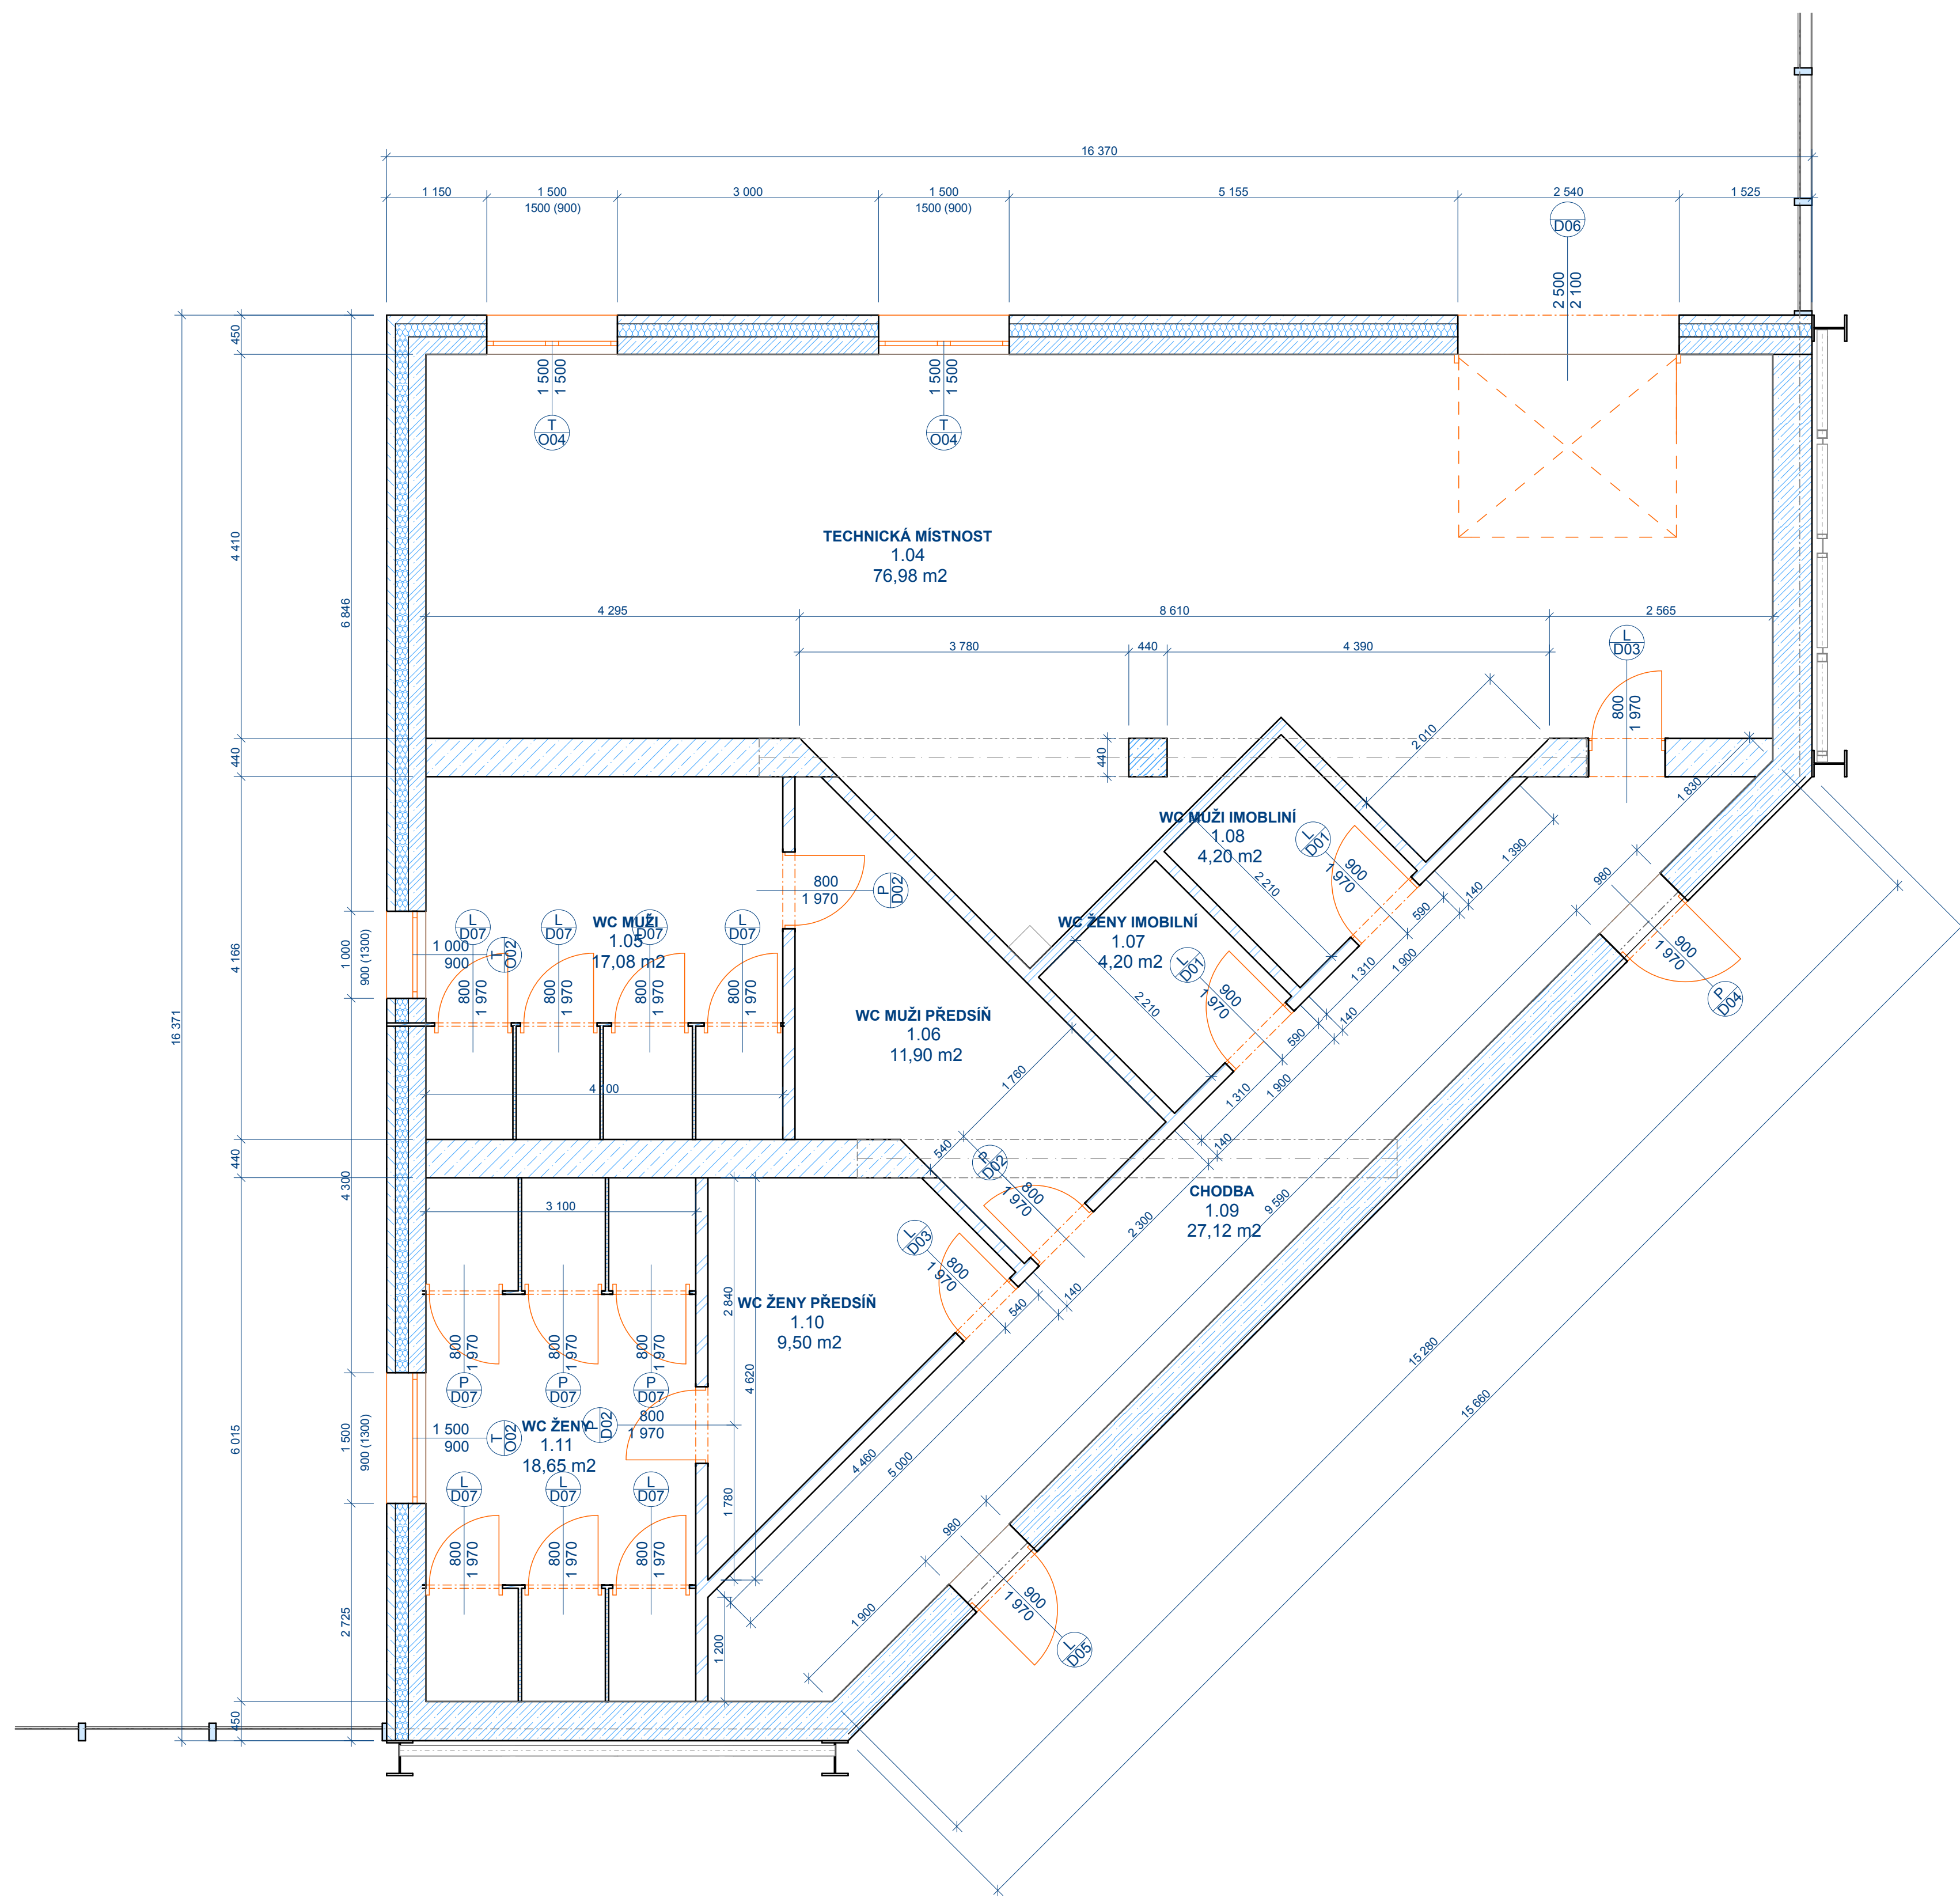 16 370
1 150
1 500
3 000
1 500
5 155
2 540
1 525
1500 (900)
1500 (900)
D06
2 500
2 100
450
1 500
1 500
1 500
1 500
T
O04
T
O04
4 410
TECHNICKÁ MÍSTNOST
1.04
76,98 m2
6 846
4 295
8 610
2 565
3 780
440
4 390
L
D03
800
1 970
2 010
440
440
1 830
WC MUŽI IMOBLINÍ
1.08
4,20 m2
L
D01
900
1 970
1 390
2 210
980
140
590
800
1 970
P
D02
WC MUŽI
1.05
17,08 m2
L
D07
L
D07
L
D07
L
D07
WC ŽENY IMOBILNÍ
1.07
4,20 m2
L
D01
900
1 970
1 310
1 900
900
1 970
P
D04
4 166
1 000
900 (1300)
1 000
900
T
O02
800
1 970
800
1 970
800
1 970
800
1 970
2 210
140
590
WC MUŽI PŘEDSÍŇ
1.06
11,90 m2
16 371
1 760
1 310
1 900
4 100
140
540
P
D02
800
1 970
440
4 300
CHODBA
1.09
27,12 m2
9 590
2 300
3 100
L
D03
800
1 970
2 840
WC ŽENY PŘEDSÍŇ
1.10
9,50 m2
140
540
800
1 970
800
1 970
800
1 970
4 620
15 280
15 660
P
D07
P
D07
P
D07
6 015
1 500
900 (1300)
1 500
900
T
O02
WC ŽENY
1.11
18,65 m2
P
D02
800
1 970
4 460
5 000
L
D07
L
D07
L
D07
1 780
980
800
1 970
800
1 970
800
1 970
900
1 970
L
D05
2 725
1 200
1 900
450